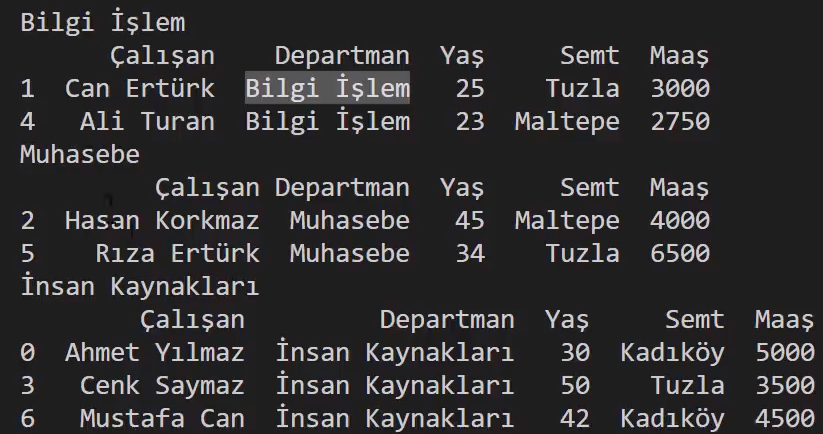 Bilgi İşlem
Çalışan Departman Yaş Semt Maaş
1 Can Ertürk Bilgi İşlem 25 Tuzla 3000
4 Ali Turan Bilgi İşlem 23 Maltepe 2750
Muhasebe
Çalışan Departman Yaş Semt Maaş
2 Hasan Korkmaz Muhasebe 45 Maltepe 4000
5 Rıza Ertürk Muhasebe 34 Tuzla 6500
İnsan Kaynakları
Çalışan Departman Yaş Semt Maaş
0 Ahmet Yılmaz İnsan Kaynakları 30 Kadıköy 5000
3 Cenk Saymaz İnsan Kaynakları 50 Tuzla 3500
6 Mustafa Can İnsan Kaynakları 42 Kadıköy 4500